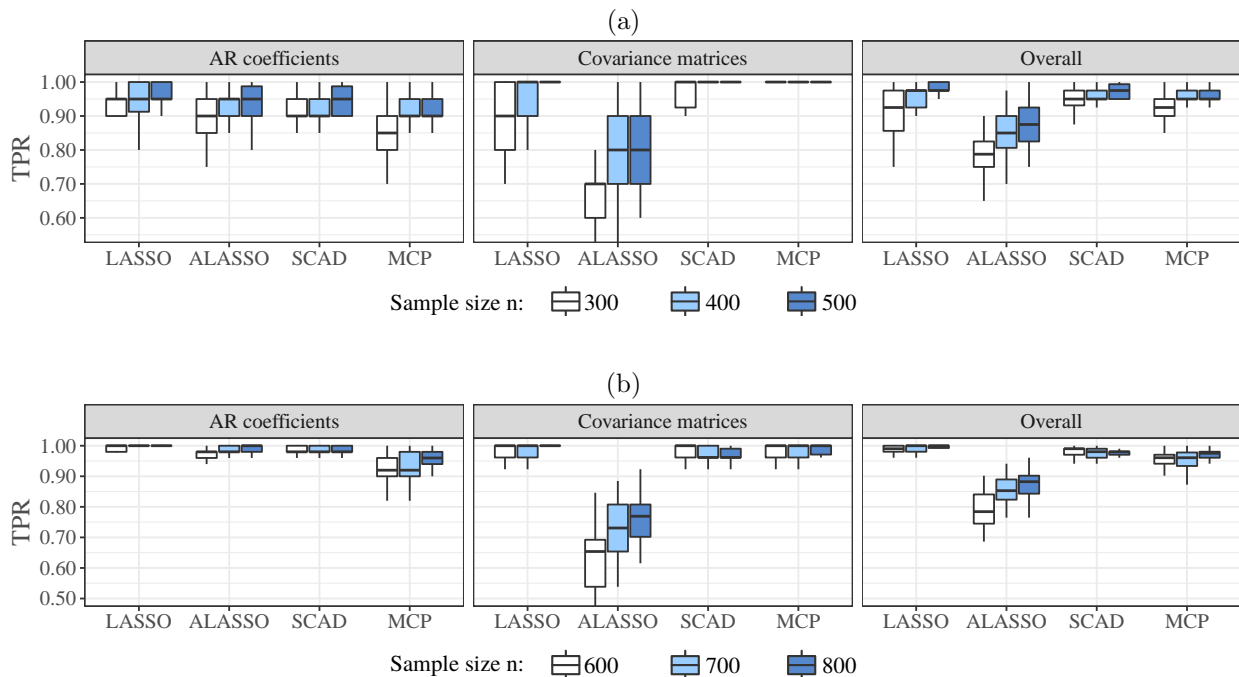 (a)
AR coefficients Covariance matrices Overall
TPR
1.00
0.90
0.80
0.70
0.60
LASSO ALASSO SCAD MCP LASSO ALASSO SCAD MCP LASSO ALASSO SCAD MCP
Sample size n: 300 400 500
(b)
AR coefficients Covariance matrices Overall
TPR
1.00
0.90
0.80
0.70
0.60
0.50
LASSO ALASSO SCAD MCP LASSO ALASSO SCAD MCP LASSO ALASSO SCAD MCP
Sample size n: 600 700 800